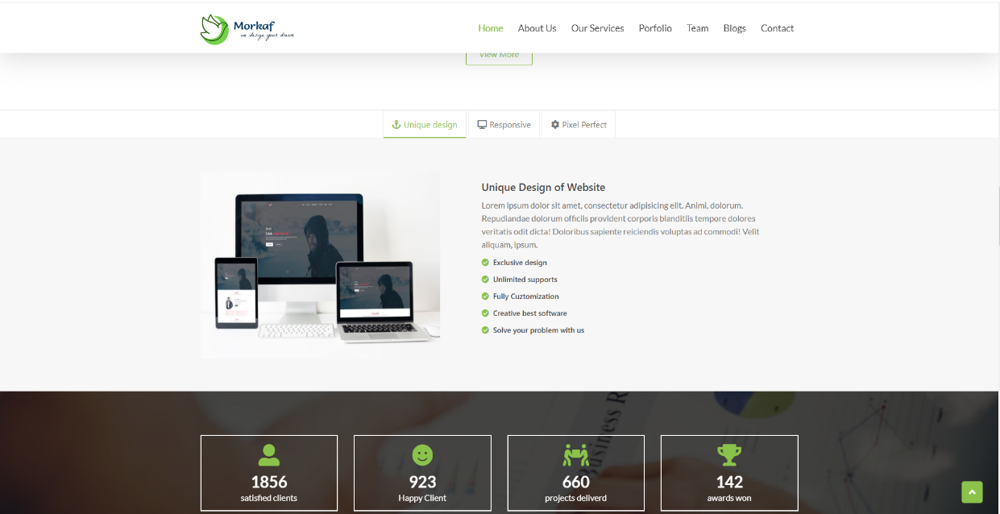 Morkaf
we design your dream
Home About Us Our Services Porfolio Team Blogs Contact
View More
Unique design Responsive Pixel Perfect
Unique Design of Website
Lorem ipsum dolor sit amet, consectetur adipisicing elit. Animi, dolorum.
Repudiandae dolorum officiis provident corporis blanditiis tempore dolores
veritatis odit dicta! Doloribus sapiente reiciendis voluptas ad commodi! Velit
aliquam, ipsum.
Exclusive design
Unlimited supports
Fully Cuztomization
Creative best software
Solve your problem with us
Business R
1856 923 660 142
satisfied clients Happy Client projects deliverd awards won